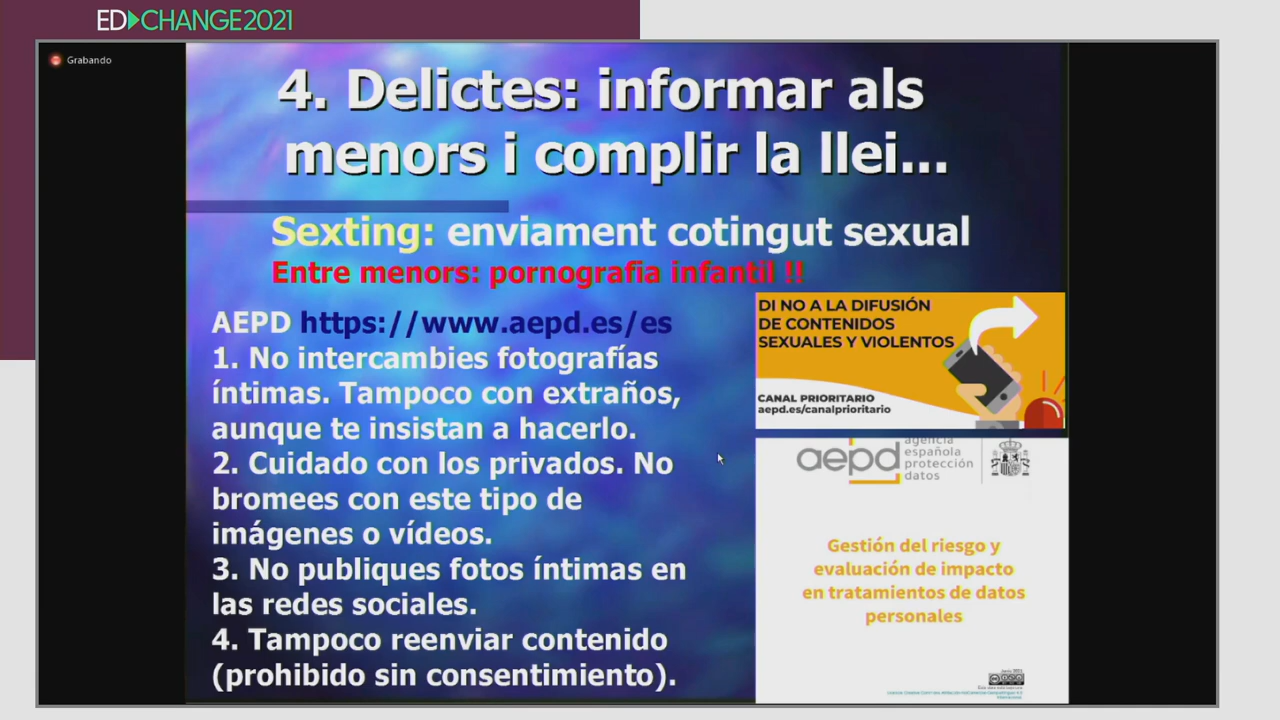 ED CHANGE2021
Grabando
4. Delictes: informar als
menors i complir la llei...
Sexting: enviament cotingut sexual
Entre menors: pornografia infantil !!
AEPD https://www.aepd.es/es
1. No intercambies fotografías
íntimas. Tampoco con extraños,
aunque te insistan a hacerlo.
2. Cuidado con los privados. No
bromees con este tipo de
imágenes o vídeos.
3. No publiques fotos íntimas en
las redes sociales.
4. Tampoco reenviar contenido
(prohibido sin consentimiento).
DI NO A LA DIFUSIÓN
DE CONTENIDOS
SEXUALES Y VIOLENTOS
CANAL PRIORITARIO
aepd.es/canalprioritario
aepd
agencia
española
protección
datos
Gestión del riesgo y
evaluación de impacto
en tratamientos de datos
personales